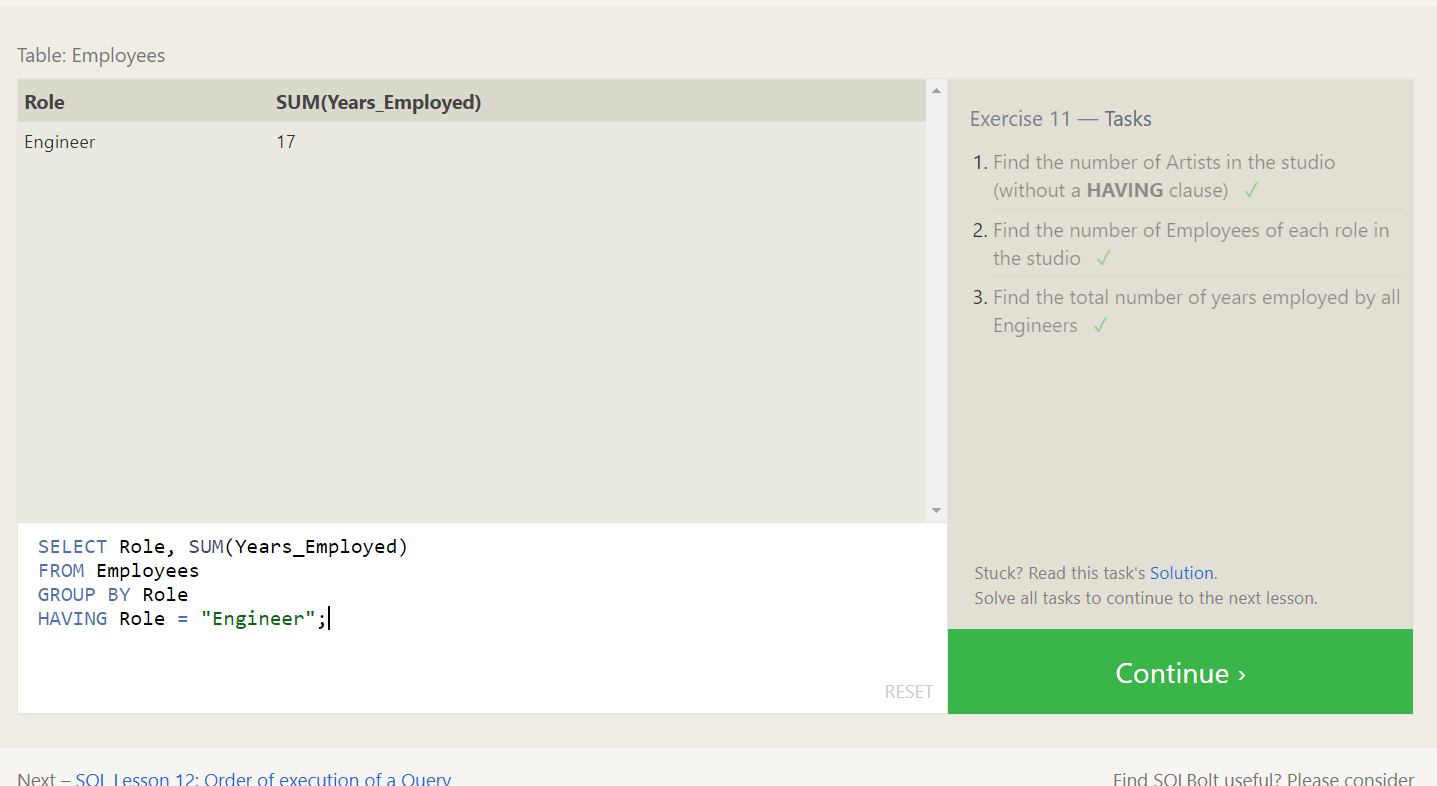 Table: Employees
Role SUM(Years_Employed)
Engineer 17
Exercise 11 — Tasks
1. Find the number of Artists in the studio
(without a HAVING clause) ✓
2. Find the number of Employees of each role in
the studio ✓
3. Find the total number of years employed by all
Engineers ✓
SELECT Role, SUM(Years_Employed)
FROM Employees
GROUP BY Role
HAVING Role = "Engineer";
RESET
Stuck? Read this task's Solution.
Solve all tasks to continue to the next lesson.
Continue ›
Next – SQL Lesson 12: Order of execution of a Query
Find SQLBolt useful? Please consider